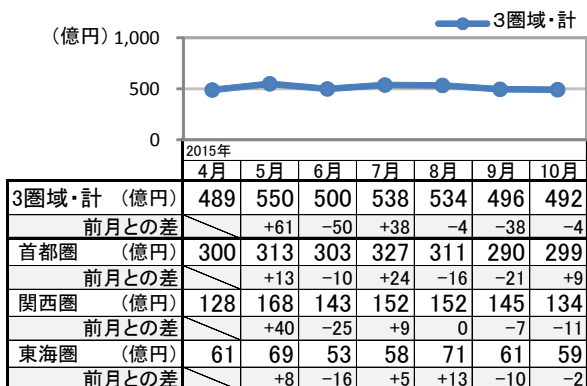 3圏域・計
(億円)
1,000
500
0
2015年
4月 5月 6月 7月 8月 9月 10月
3圏域・計 (億円) 489 550 500 538 534 496 492
前月との差 +61 −50 +38 −4 −38 −4
首都圏 (億円) 300 313 303 327 311 290 299
前月との差 +13 −10 +24 −16 −21 +9
関西圏 (億円) 128 168 143 152 152 145 134
前月との差 +40 −25 +9 0 −7 −11
東海圏 (億円) 61 69 53 58 71 61 59
前月との差 +8 −16 +5 +13 −10 −2